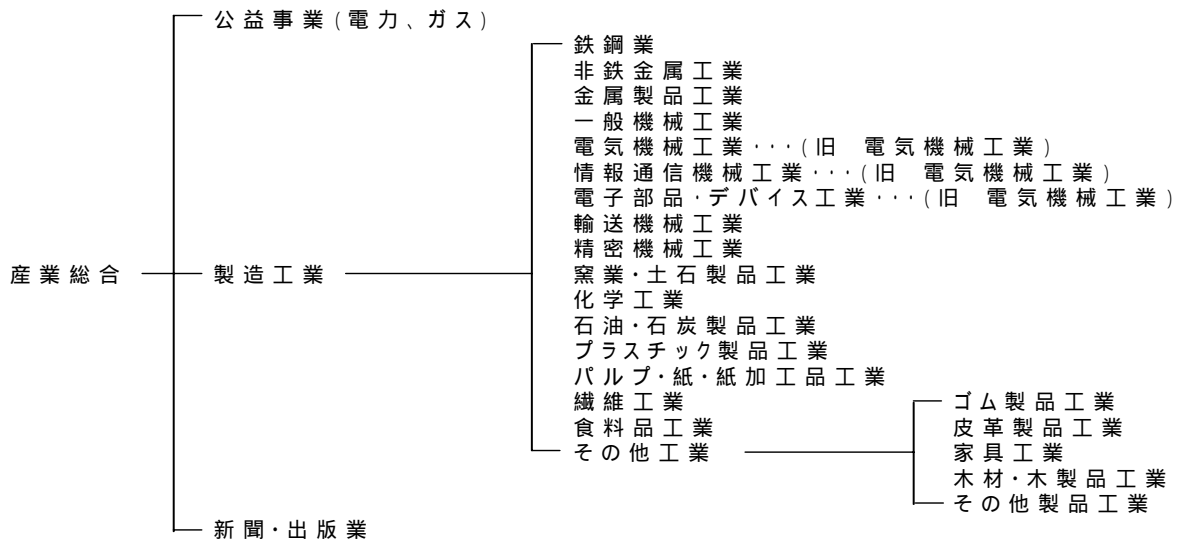 公益事業(電力、ガス)
鉄鋼業
非鉄金属工業
金属製品工業
一般機械工業
電気機械工業・・・(旧 電気機械工業)
情報通信機械工業・・・(旧 電気機械工業)
電子部品・デバイス工業・・・(旧 電気機械工業)
輸送機械工業
精密機械工業
産業総合 製造工業 窯業・土石製品工業
化学工業
石油・石炭製品工業
プラスチック製品工業
パルプ・紙・紙加工品工業
繊維工業 ゴム製品工業
食料品工業 皮革製品工業
その他工業 家具工業
木材・木製品工業
その他製品工業
新聞・出版業